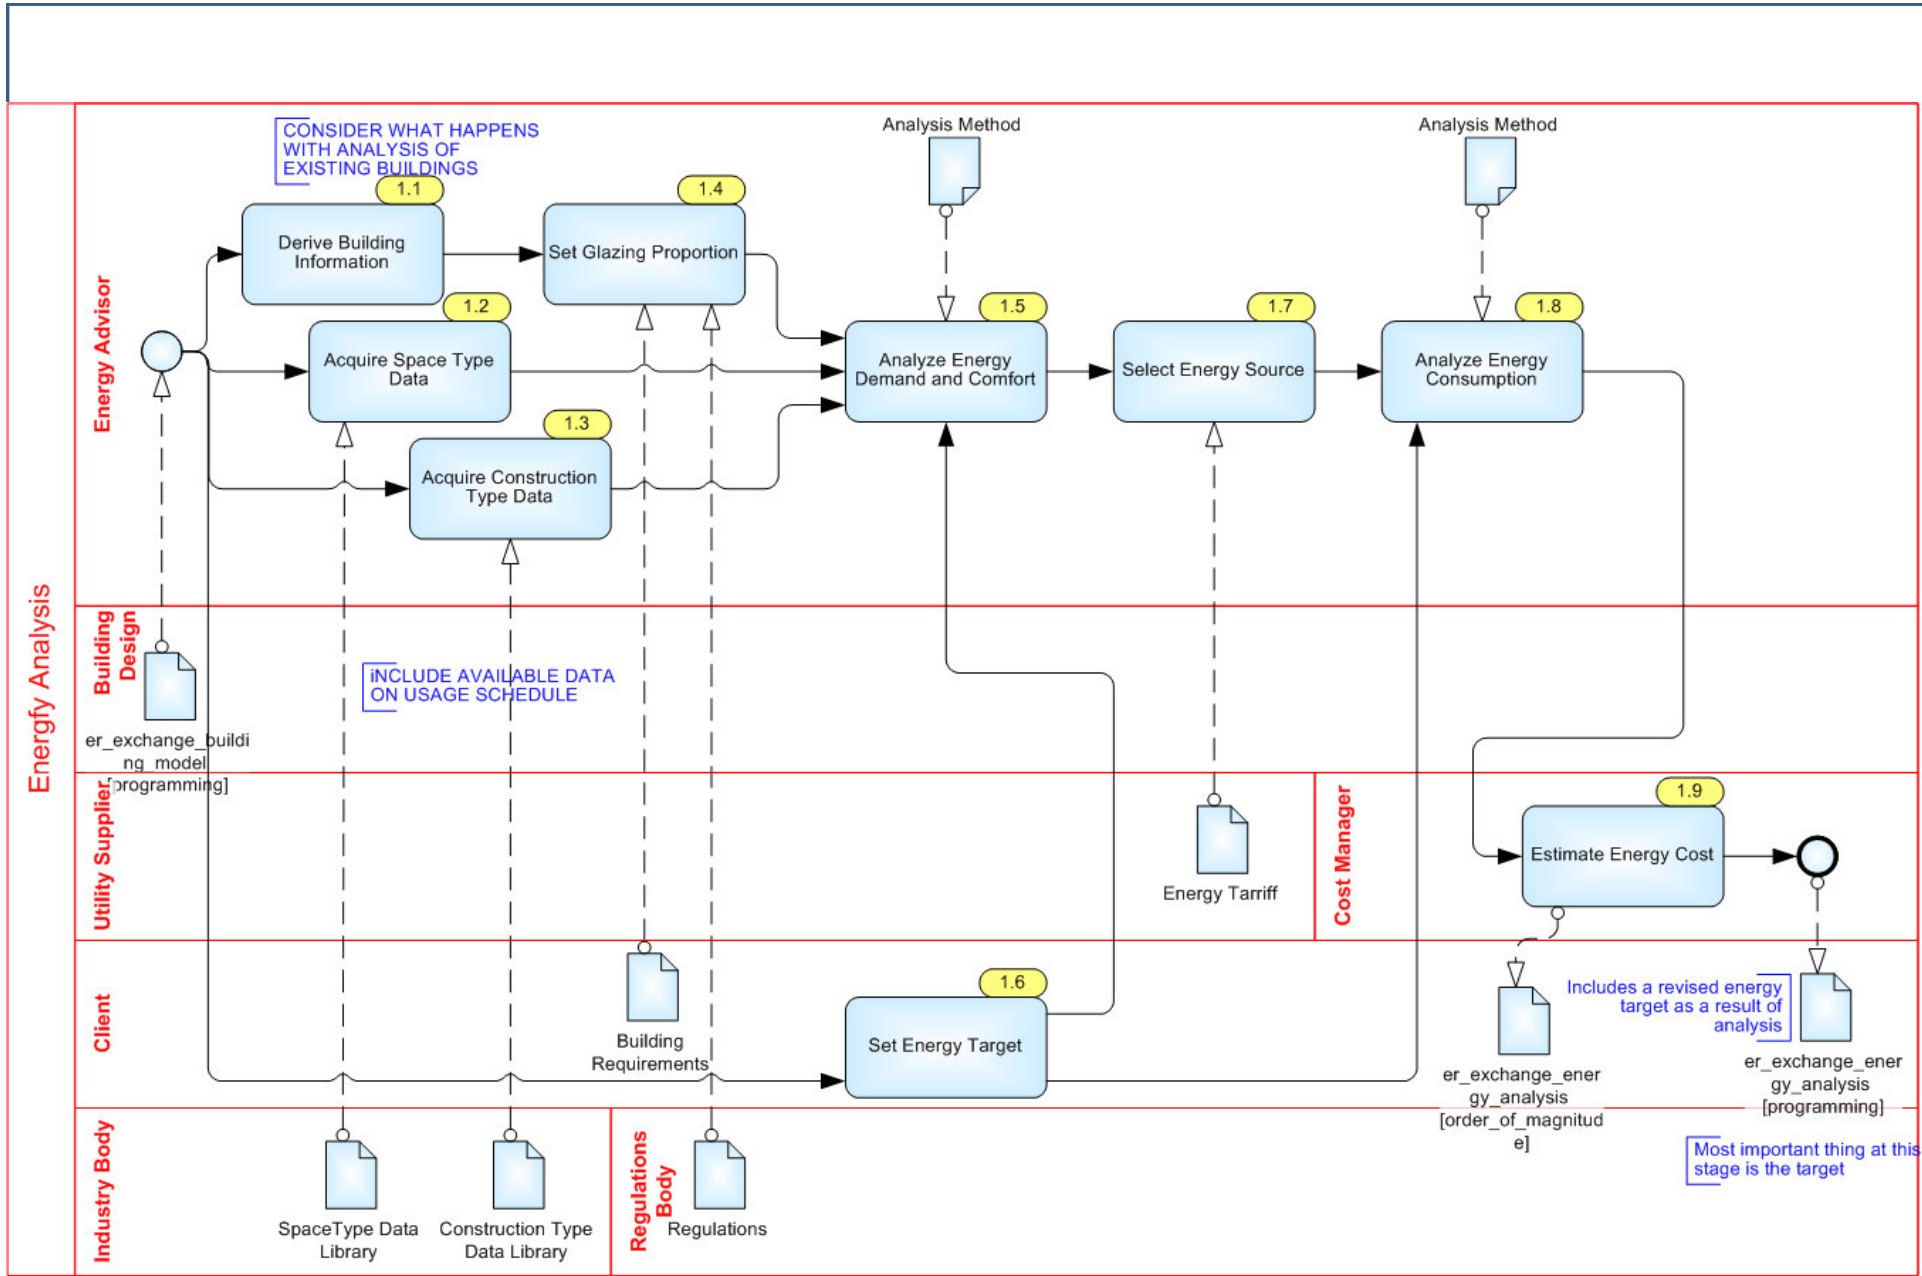 CONSIDER WHAT HAPPENS
WITH ANALYSIS OF
EXISTING BUILDINGS
Analysis Method
Analysis Method
1.1
Derive Building
Information
1.4
Set Glazing Proportion
1.2
Acquire Space Type
Data
1.3
Acquire Construction
Type Data
1.5
Analyze Energy
Demand and Comfort
1.7
Select Energy Source
1.8
Analyze Energy
Consumption
Energy Advisor
Energfy Analysis
Building
Design
er_exchange_buildi
ng_model
[programming]
iNCLUDE AVAILABLE DATA
ON USAGE SCHEDULE
Utility Supplier
Energy Tarriff
Cost Manager
1.9
Estimate Energy Cost
Client
Building
Requirements
1.6
Set Energy Target
er_exchange_ener
gy_analysis
[order_of_magnitud
e]
Includes a revised energy
target as a result of
analysis
er_exchange_ener
gy_analysis
[programming]
Industry Body
SpaceType Data
Library
Construction Type
Data Library
Regulations
Body
Regulations
Most important thing at this
stage is the target